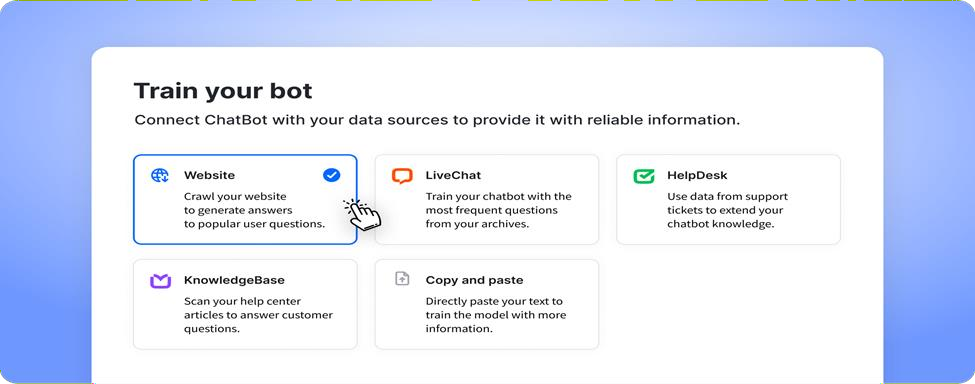 Train your bot
Connect ChatBot with your data sources to provide it with reliable information.
Website
Crawl your website
to generate answers
to popular user questions.
LiveChat
Train your chatbot with the
most frequent questions
from your archives.
HelpDesk
Use data from support
tickets to extend your
chatbot knowledge.
KnowledgeBase
Scan your help center
articles to answer customer
questions.
Copy and paste
Directly paste your text to
train the model with more
information.